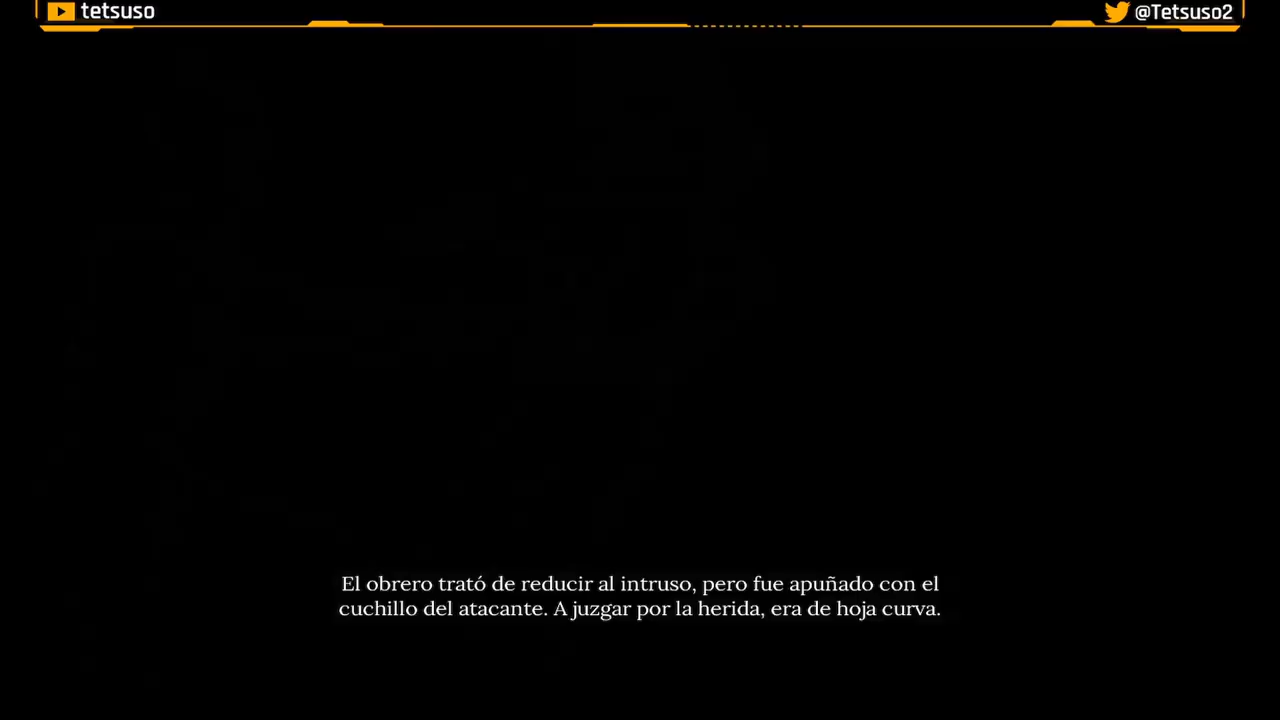 tetsuso
@Tetsuso2
El obrero trató de reducir al intruso, pero fue apuñado con el
cuchillo del atacante. A juzgar por la herida, era de hoja curva.